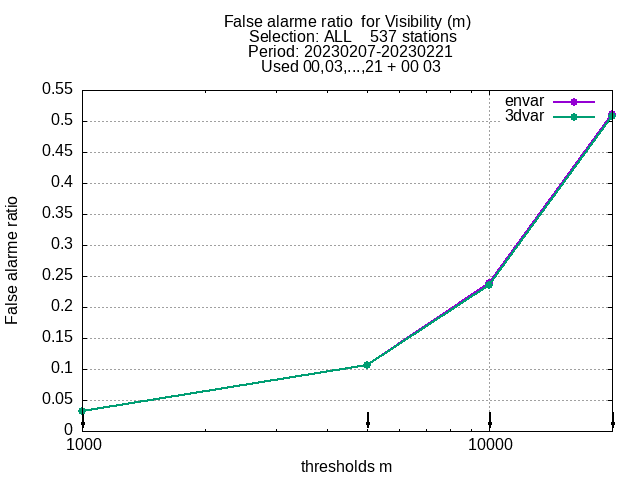 False alarme ratio  for Visibility (m)
Selection: ALL    537 stations
Period: 20230207-20230221
Used 00,03,...,21 + 00 03
envar
3dvar
0.55
0.5
0.45
0.4
0.35
0.3
0.25
0.2
0.15
0.1
0.05
0
False alarme ratio
1000
10000
thresholds m